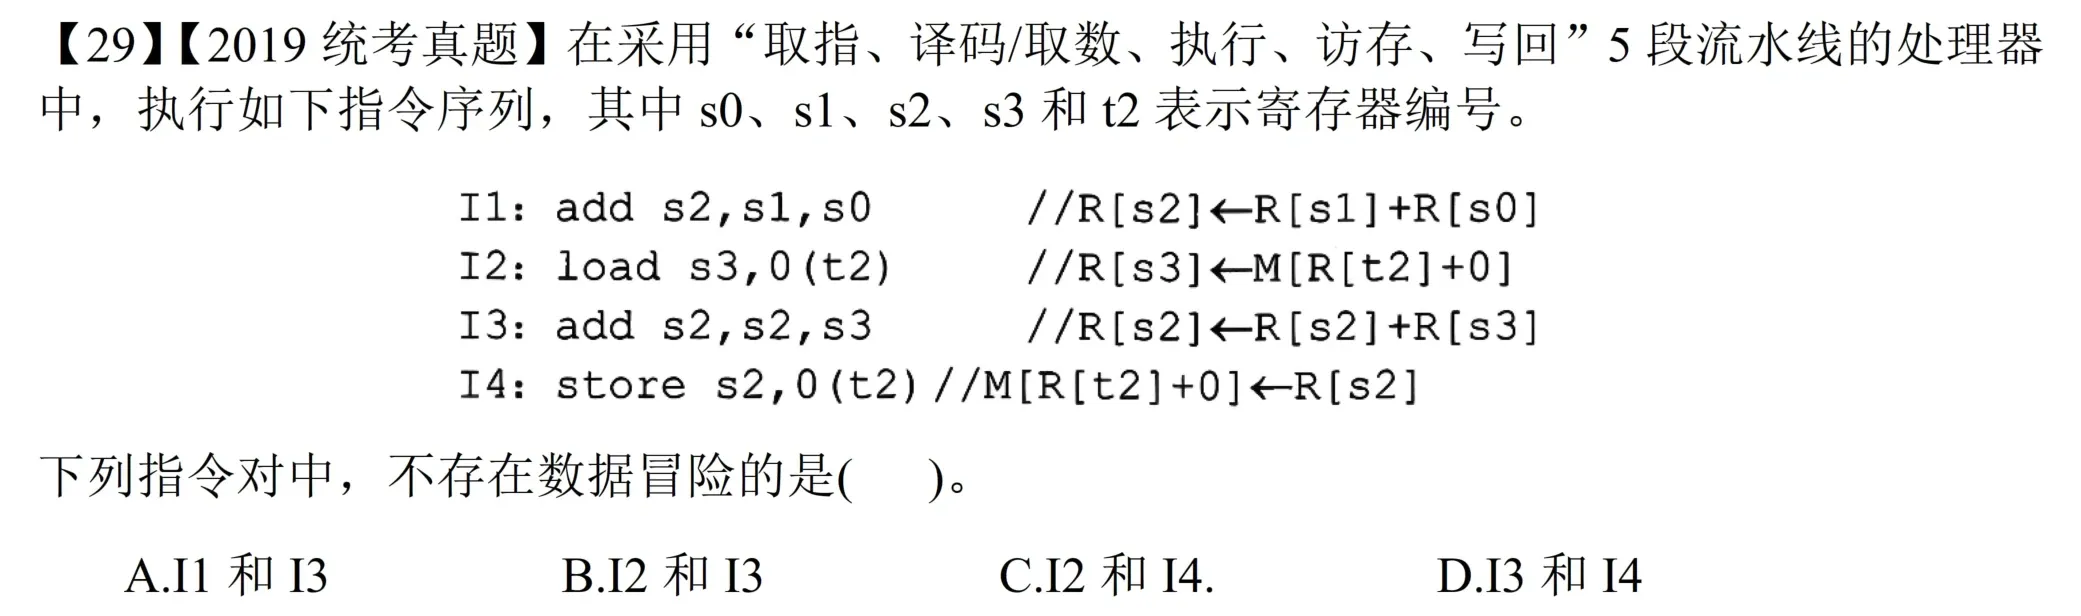 【29】【2019 统考真题】在采用“取指、译码/取数、执行、访存、写回”5 段流水线的处理器
中，执行如下指令序列，其中 s0、s1、s2、s3 和 t2 表示寄存器编号。
I1: add s2,s1,s0 //R[s2]←R[s1]+R[s0]
I2: load s3,0(t2) //R[s3]←M[R[t2]+0]
I3: add s2,s2,s3 //R[s2]←R[s2]+R[s3]
I4: store s2,0(t2)//M[R[t2]+0]←R[s2]
下列指令对中，不存在数据冒险的是( )。
A.I1 和 I3 B.I2 和 I3 C.I2 和 I4. D.I3 和 I4